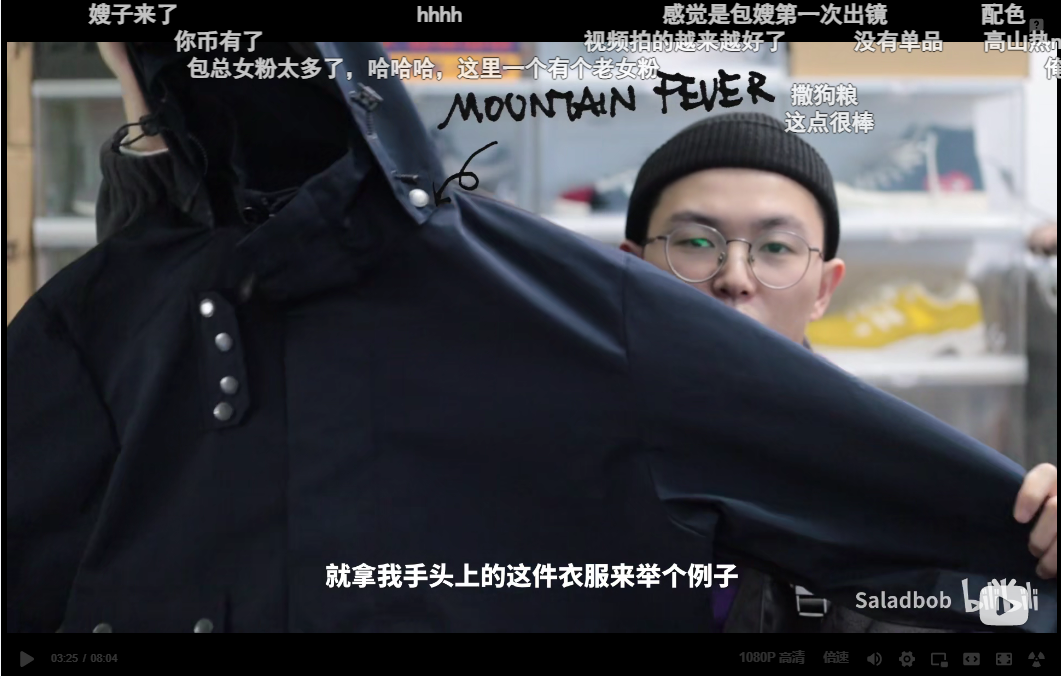 嫂子来了
hhhh
感觉是包嫂第一次出镜
配色
你币有了
视频拍的越来越好了
没有单品
高山热
包总女粉太多了，哈哈哈，这里一个有个老女粉
撒狗粮
这点很棒
MOUNTAIN FEVER
就拿我手头上的这件衣服来举个例子
Saladbob
bilibili
03:25 / 08:04
1080P 高清
倍速